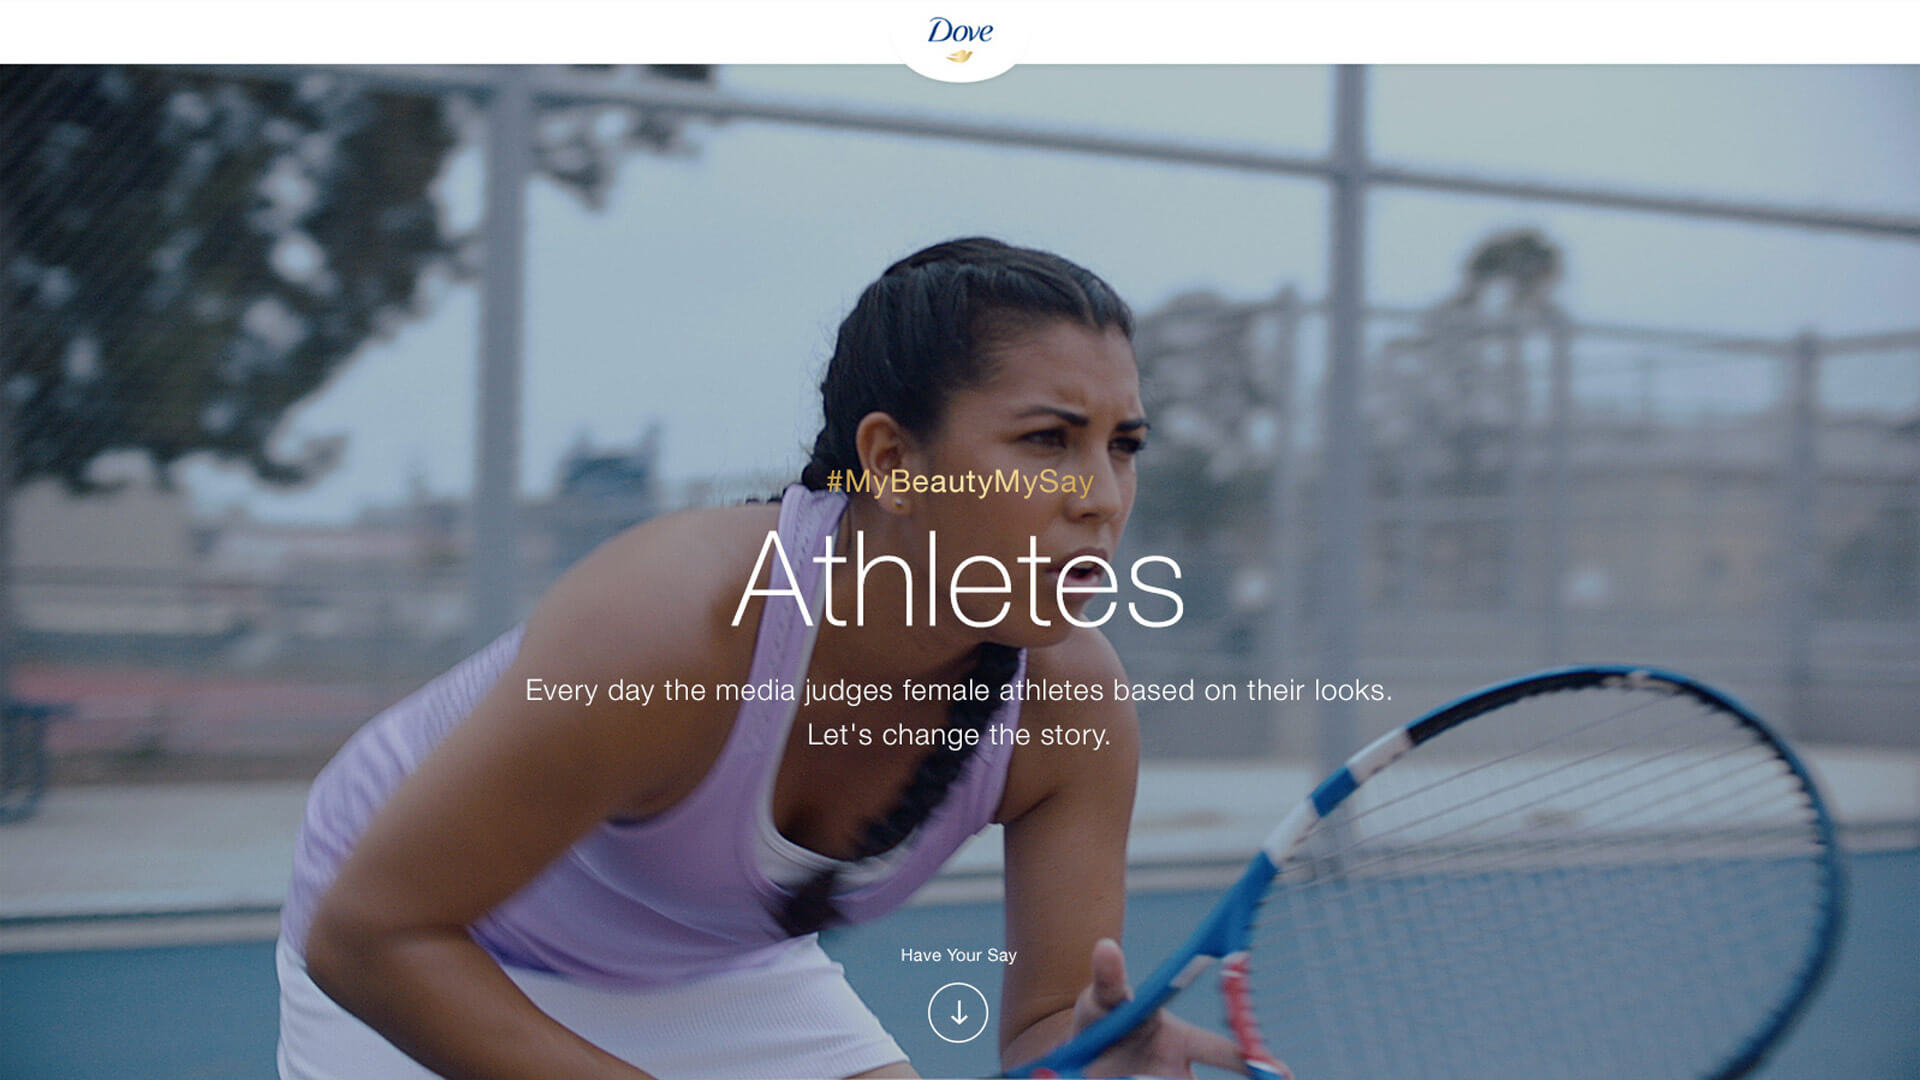 Dove
#MyBeautyMySay
Athletes
Every day the media judges female athletes based on their looks.
Let's change the story.
Have Your Say